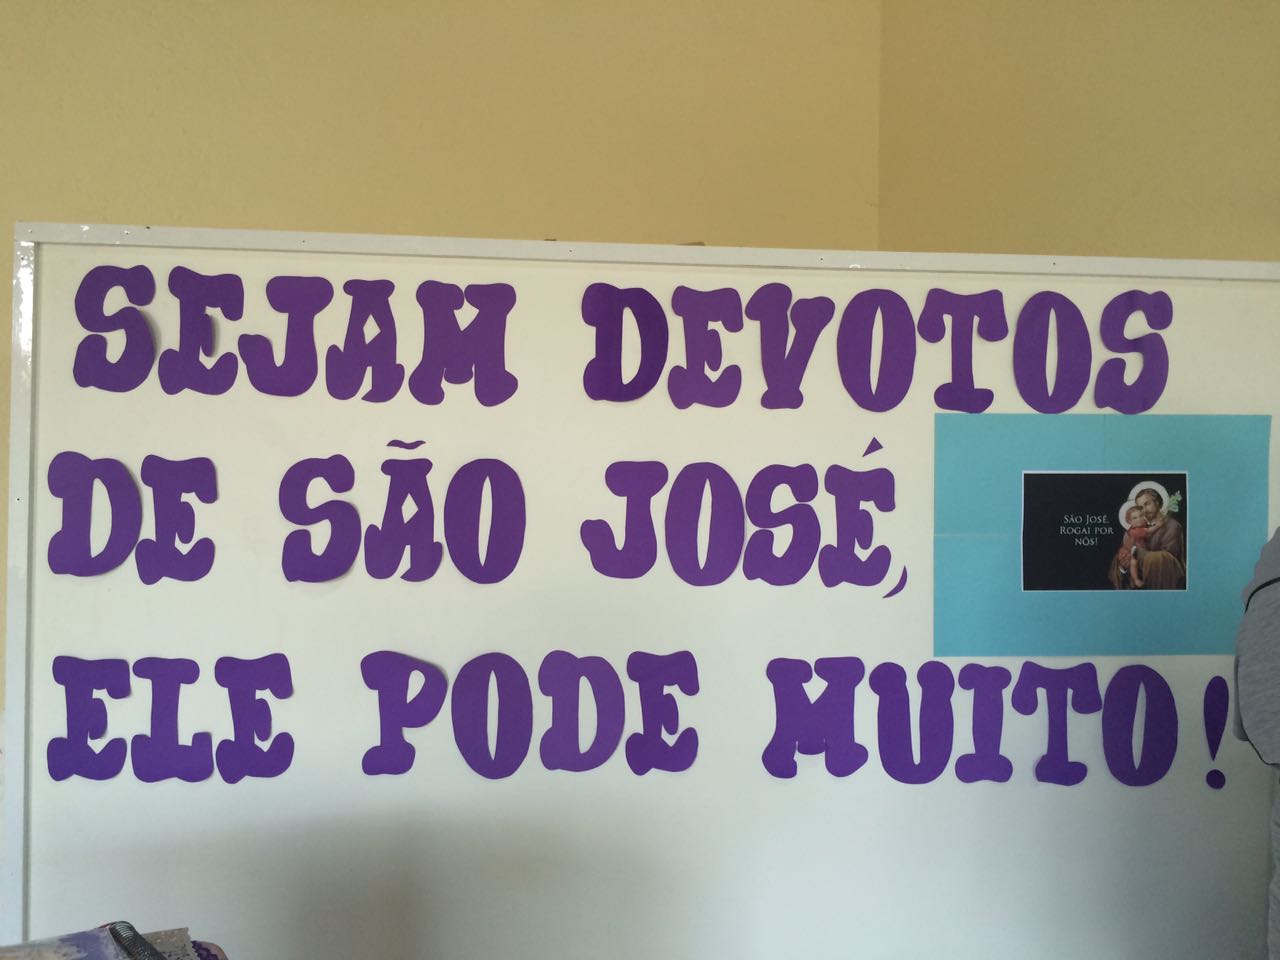 SEJAM DEVOTOS
DE SÃO JOSÉ,
ELE PODE MUITO!
SÃO JOSÉ,
ROGAI POR
NÓS!